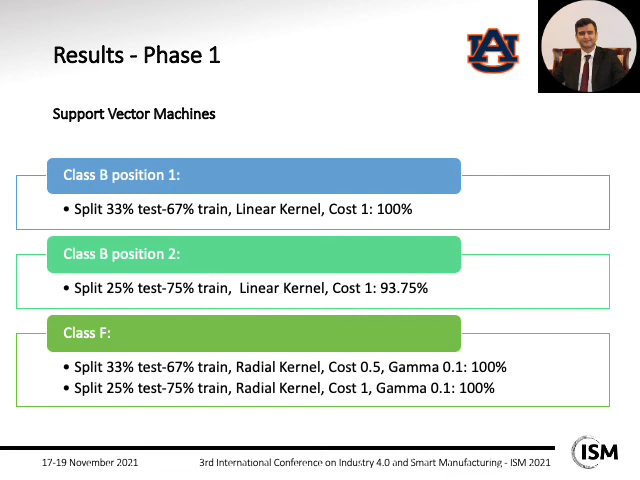 Results - Phase 1
Support Vector Machines
Class B position 1:
• Split 33% test-67% train, Linear Kernel, Cost 1: 100%
Class B position 2:
• Split 25% test-75% train, Linear Kernel, Cost 1: 93.75%
Class F:
• Split 33% test-67% train, Radial Kernel, Cost 0.5, Gamma 0.1: 100%
• Split 25% test-75% train, Radial Kernel, Cost 1, Gamma 0.1: 100%
17-19 November 2021
3rd International Conference on Industry 4.0 and Smart Manufacturing - ISM 2021
ISM